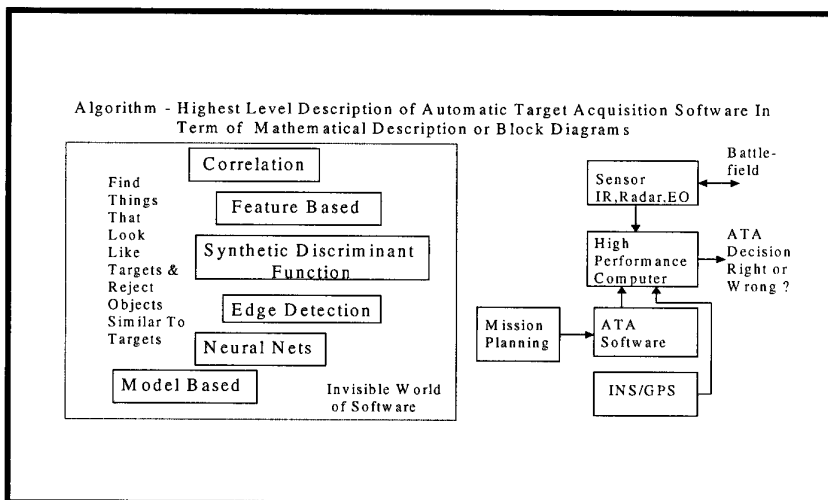 Algorithm - Highest Level Description of Automatic Target Acquisition Software In
Term of Mathematical Description or Block Diagrams
Correlation
Find
Things
That
Look
Like
Targets &
Reject
Objects
Similar To
Targets
Feature Based
Synthetic Discriminant
Function
Edge Detection
Neural Nets
Model Based
Invisible World
of Software
Battle-
field
Sensor
IR,Radar,EO
High
Performance
Computer
ATA
Decision
Right or
Wrong ?
Mission
Planning
ATA
Software
INS/GPS